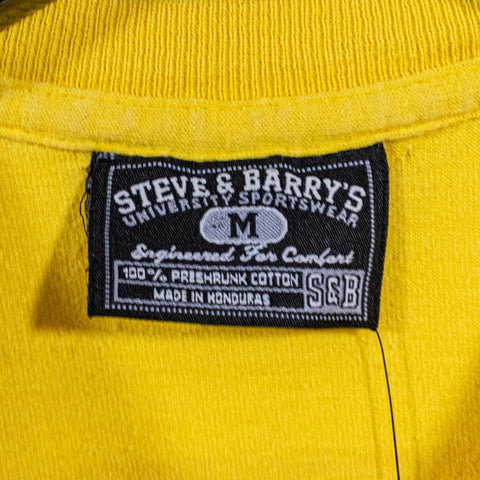 STEVE & BARRY'S
UNIVERSITY SPORTSWEAR
M
Engineered For Comfort
100% PRESHRUNK COTTON
MADE IN HONDURAS
S&B